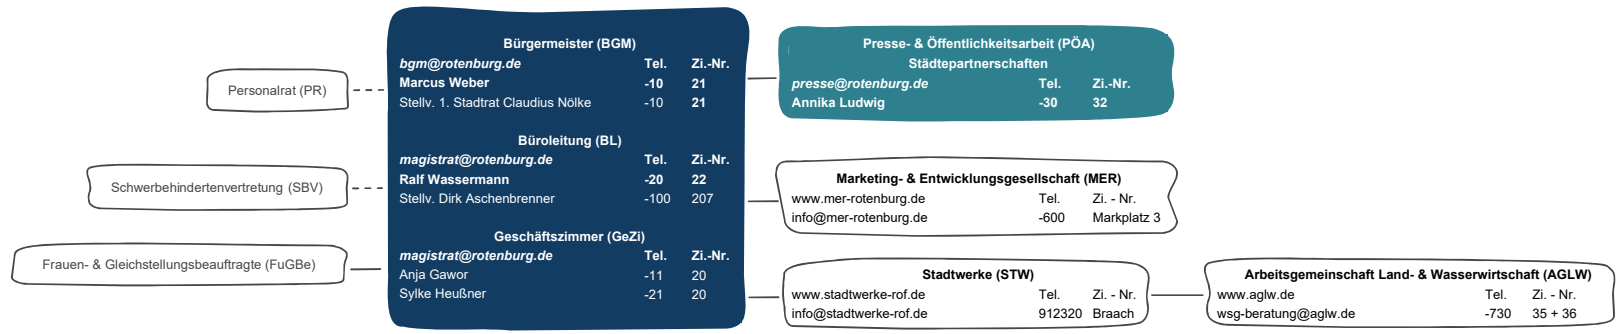 Personalrat (PR)
Schwerbehindertenvertretung (SBV)
Frauen- & Gleichstellungsbeauftragte (FuGBe)
Bürgermeister (BGM)
bgm@rotenburg.de Tel. Zi.-Nr.
Marcus Weber -10 21
Stellv. 1. Stadtrat Claudius Nölke -10 21
Büroleitung (BL)
magistrat@rotenburg.de Tel. Zi.-Nr.
Ralf Wassermann -20 22
Stellv. Dirk Aschenbrenner -100 207
Geschäftszimmer (GeZi)
magistrat@rotenburg.de Tel. Zi.-Nr.
Anja Gawor -11 20
Sylke Heußner -21 20
Presse- & Öffentlichkeitsarbeit (PÖA)
Städtepartnerschaften
presse@rotenburg.de Tel. Zi.-Nr.
Annika Ludwig -30 32
Marketing- & Entwicklungsgesellschaft (MER)
www.mer-rotenburg.de Tel. Zi. - Nr.
info@mer-rotenburg.de -600 Markplatz 3
Stadtwerke (STW)
www.stadtwerke-rof.de Tel. Zi. - Nr.
info@stadtwerke-rof.de 912320 Braach
Arbeitsgemeinschaft Land- & Wasserwirtschaft (AGLW)
www.aglw.de Tel. Zi. - Nr.
wsg-beratung@aglw.de -730 35 + 36